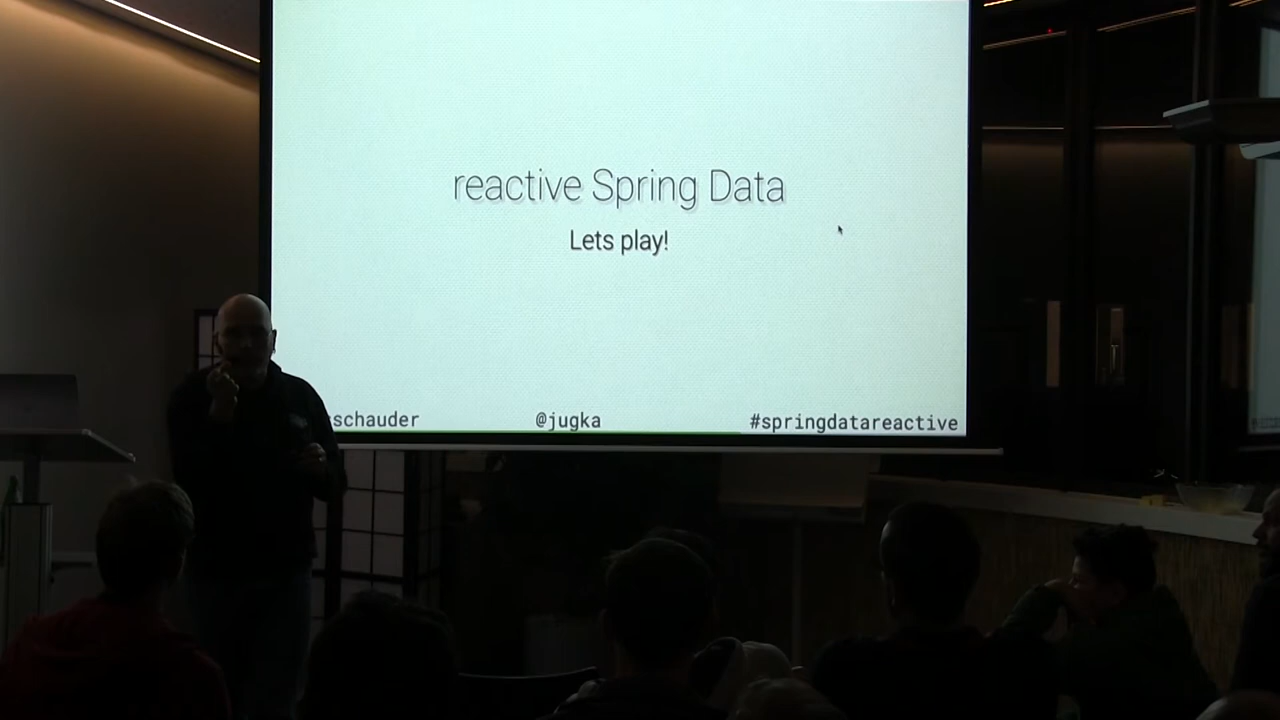 reactive Spring Data
Lets play!
schauder @jugka #springdatareactive